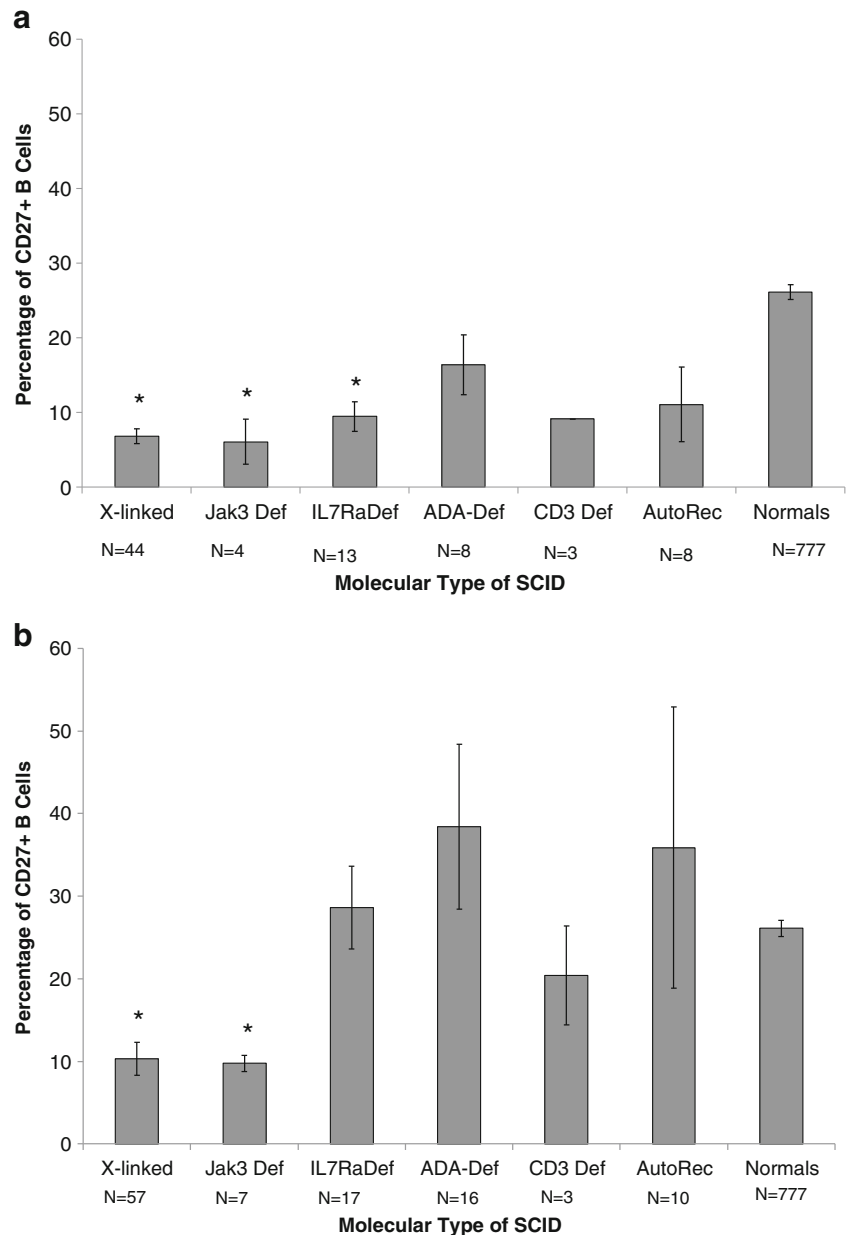 a
60
50
40
30
20
10
0
Percentage of CD27+ B Cells
* * *
X-linked Jak3 Def IL7RaDef ADA-Def CD3 Def AutoRec Normals
N=44 N=4 N=13 N=8 N=3 N=8 N=777
Molecular Type of SCID
b
60
50
40
30
20
10
0
Percentage of CD27+ B Cells
* *
X-linked Jak3 Def IL7RaDef ADA-Def CD3 Def AutoRec Normals
N=57 N=7 N=17 N=16 N=3 N=10 N=777
Molecular Type of SCID